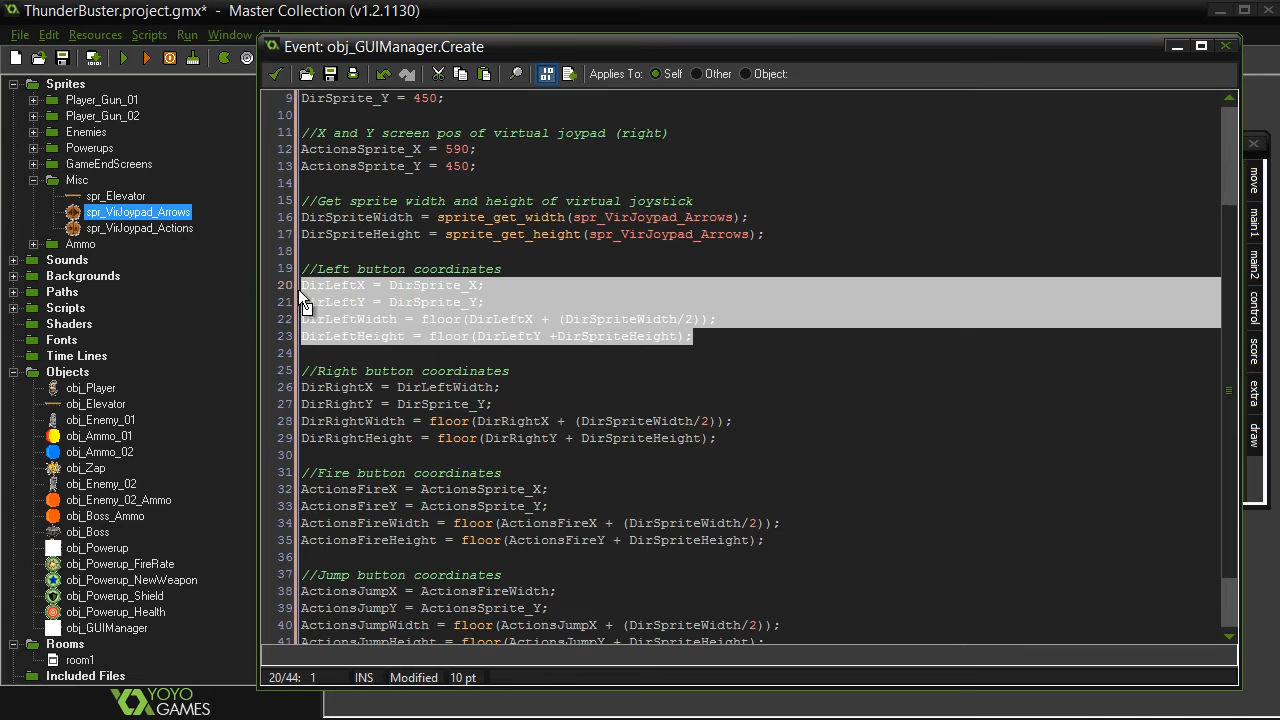 ThunderBuster.project.gmx* - Master Collection (v1.2.1130)
File Edit Resources Scripts Run Window
Event: obj_GUIManager.Create
Applies To: Self Other Object:
Sprites
Player_Gun_01
Player_Gun_02
Enemies
Powerups
GameEndScreens
Misc
spr_Elevator
spr_VirJoypad_Arrows
spr_VirJoypad_Actions
Ammo
Sounds
Backgrounds
Paths
Scripts
Shaders
Fonts
Time Lines
Objects
obj_Player
obj_Elevator
obj_Enemy_01
obj_Ammo_01
obj_Ammo_02
obj_Zap
obj_Enemy_02
obj_Enemy_02_Ammo
obj_Boss_Ammo
obj_Boss
obj_Powerup
obj_Powerup_FireRate
obj_Powerup_NewWeapon
obj_Powerup_Shield
obj_Powerup_Health
obj_GUIManager
Rooms
room1
Included Files
YOYO
GAMES
9 DirSprite_Y = 450;
10
11 //X and Y screen pos of virtual joypad (right)
12 ActionsSprite_X = 590;
13 ActionsSprite_Y = 450;
14
15 //Get sprite width and height of virtual joystick
16 DirSpriteWidth = sprite_get_width(spr_VirJoypad_Arrows);
17 DirSpriteHeight = sprite_get_height(spr_VirJoypad_Arrows);
18
19 //Left button coordinates
20 DirLeftX = DirSprite_X;
21 DirLeftY = DirSprite_Y;
22 DirLeftWidth = floor(DirLeftX + (DirSpriteWidth/2));
23 DirLeftHeight = floor(DirLeftY +DirSpriteHeight);
24
25 //Right button coordinates
26 DirRightX = DirLeftWidth;
27 DirRightY = DirSprite_Y;
28 DirRightWidth = floor(DirRightX + (DirSpriteWidth/2));
29 DirRightHeight = floor(DirRightY + DirSpriteHeight);
30
31 //Fire button coordinates
32 ActionsFireX = ActionsSprite_X;
33 ActionsFireY = ActionsSprite_Y;
34 ActionsFireWidth = floor(ActionsFireX + (DirSpriteWidth/2));
35 ActionsFireHeight = floor(ActionsFireY + DirSpriteHeight);
36
37 //Jump button coordinates
38 ActionsJumpX = ActionsFireWidth;
39 ActionsJumpY = ActionsSprite_Y;
40 ActionsJumpWidth = floor(ActionsJumpX + (DirSpriteWidth/2));
41 ActionsJumpHeight = floor(ActionsJumpY + DirSpriteHeight);
20/44: 1 INS Modified 10 pt
move
main1
main2
control
score
extra
draw